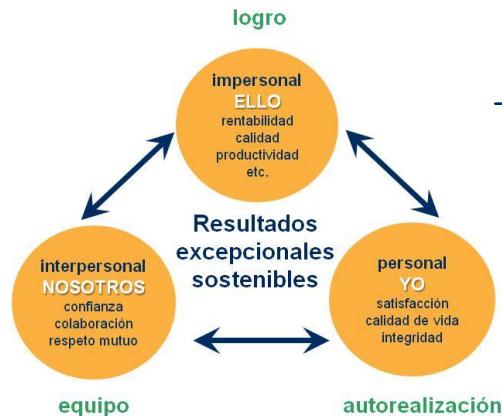 logro
impersonal
ELLO
rentabilidad
calidad
productividad
etc.
Resultados
excepcionales
sostenibles
interpersonal
NOSOTROS
confianza
colaboración
respeto mutuo
personal
YO
satisfacción
calidad de vida
integridad
equipo
autorealización